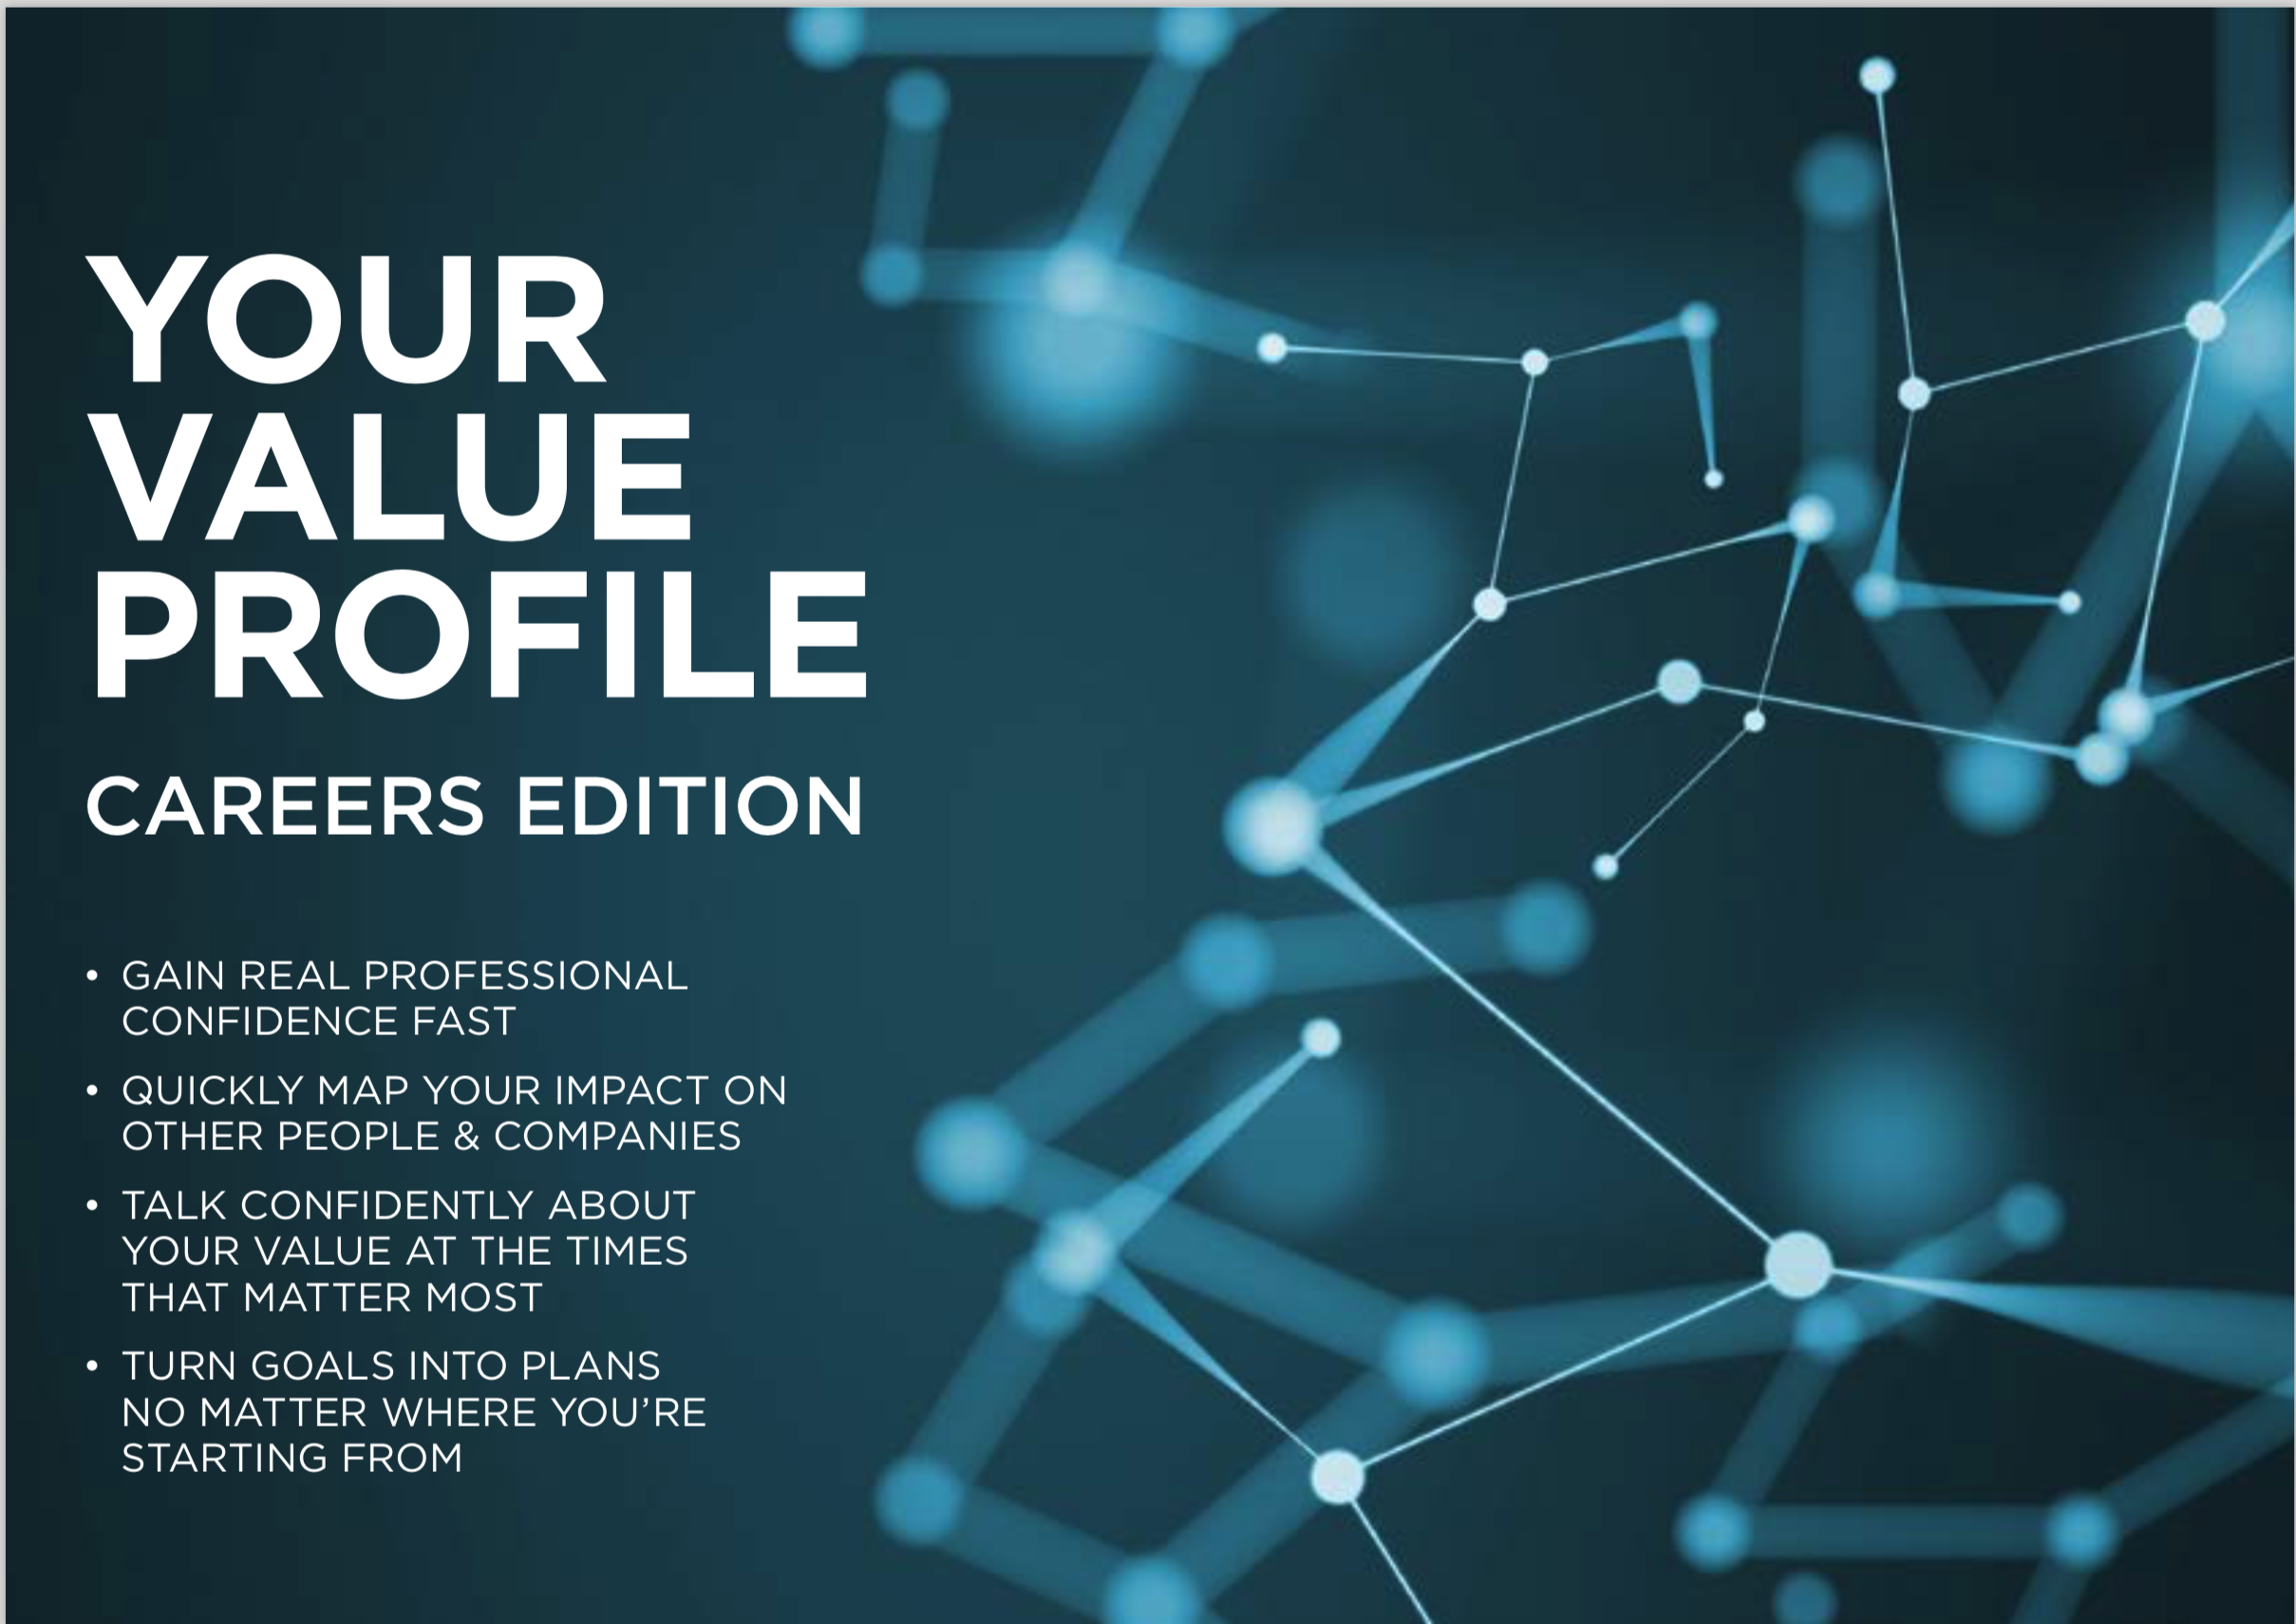 YOUR
VALUE
PROFILE
CAREERS EDITION
• GAIN REAL PROFESSIONAL
CONFIDENCE FAST
• QUICKLY MAP YOUR IMPACT ON
OTHER PEOPLE & COMPANIES
• TALK CONFIDENTLY ABOUT
YOUR VALUE AT THE TIMES
THAT MATTER MOST
• TURN GOALS INTO PLANS
NO MATTER WHERE YOU’RE
STARTING FROM